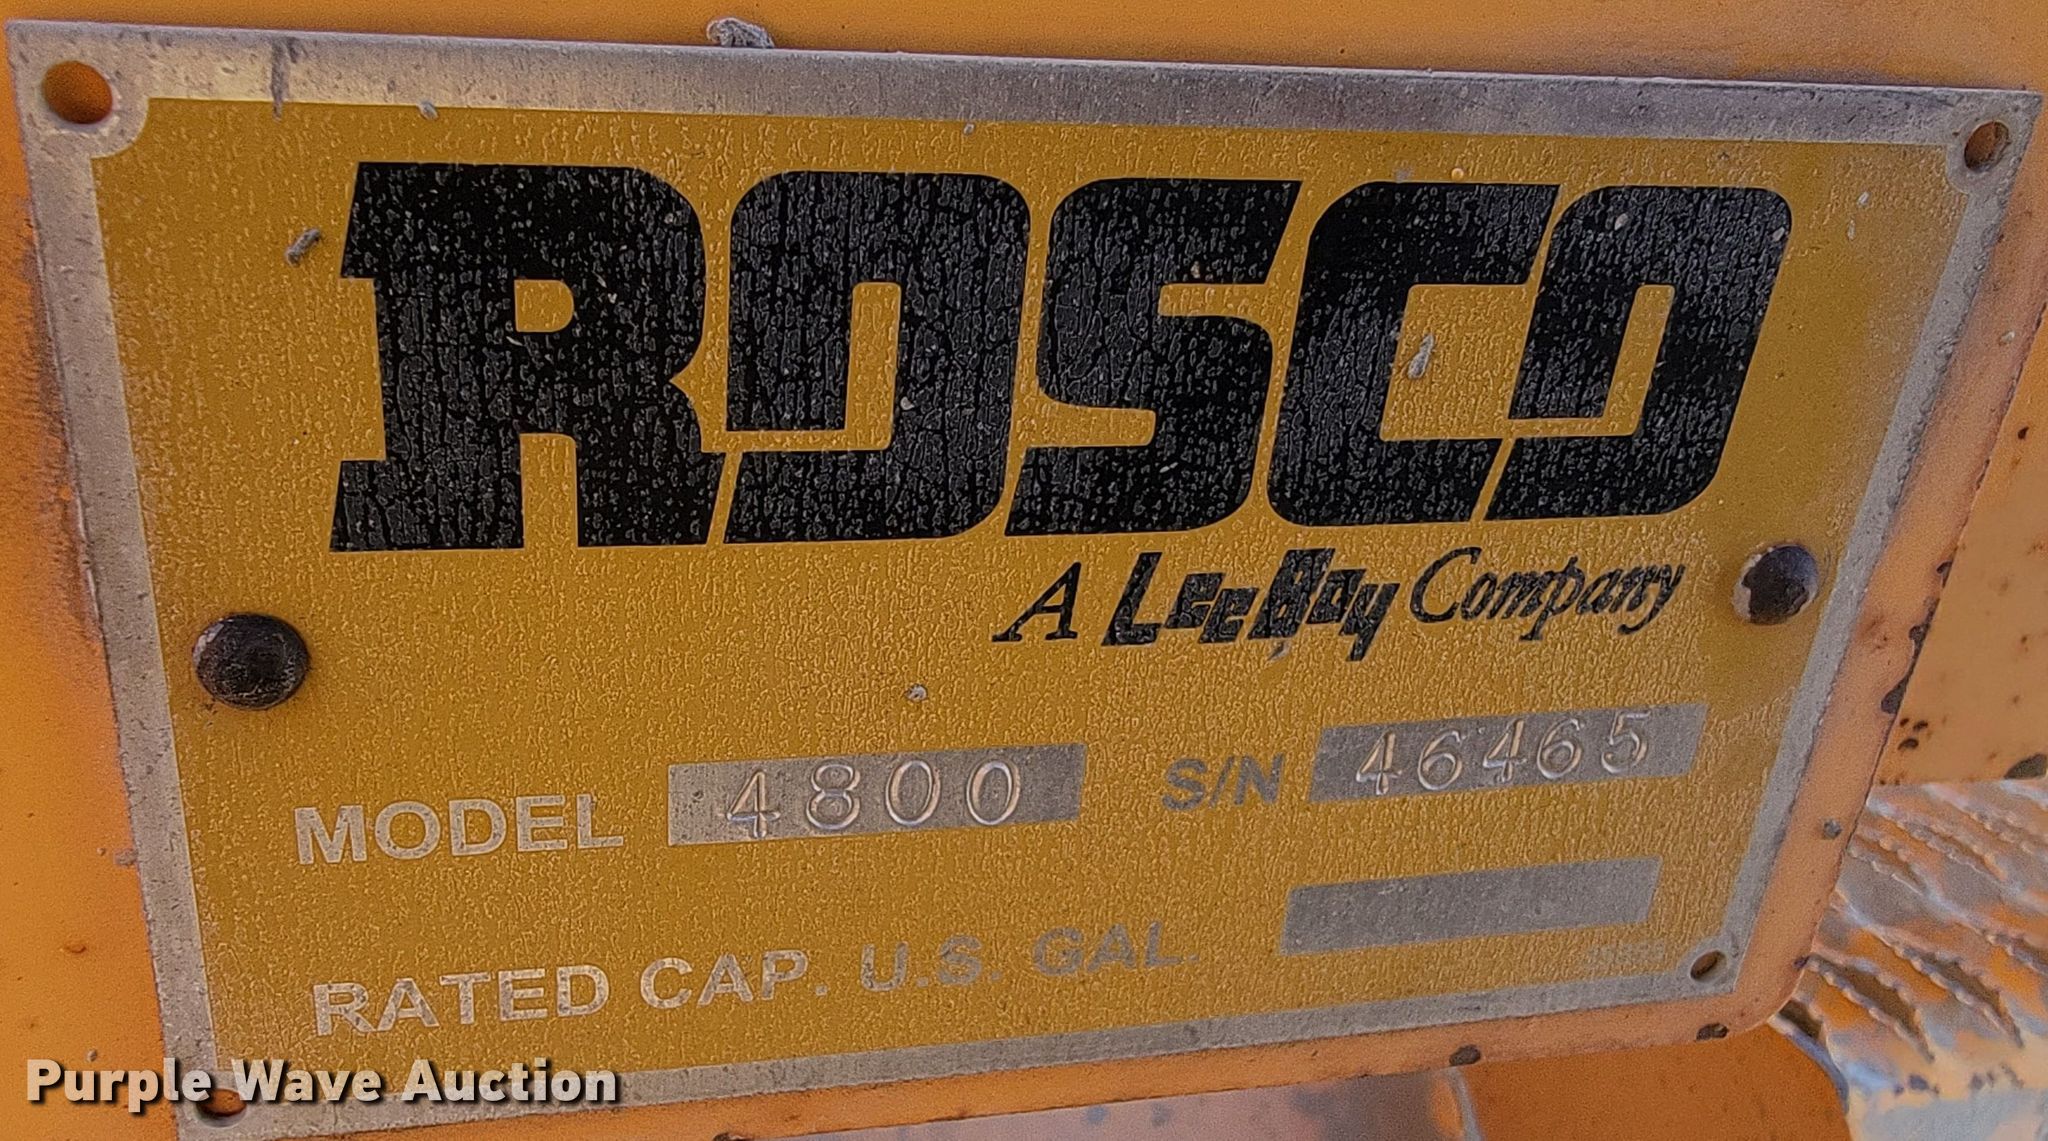 ROSCO
A LeeBoy Company
MODEL 4800 S/N 46465
RATED CAP. U.S. GAL.
Purple Wave Auction